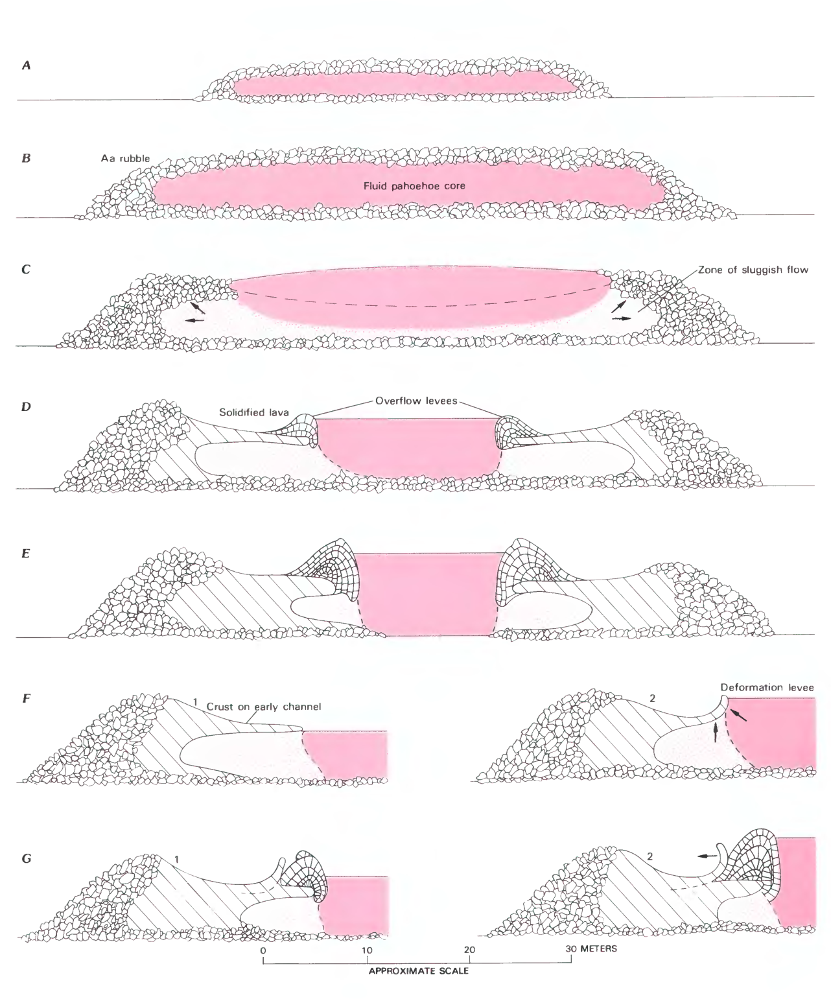 A
B
Aa rubble
Fluid pahoehoe core
C
Zone of sluggish flow
D
Overflow levees
Solidified lava
E
F
1
Crust on early channel
2
Deformation levee
G
1
2
0 10 20 30 METERS
APPROXIMATE SCALE